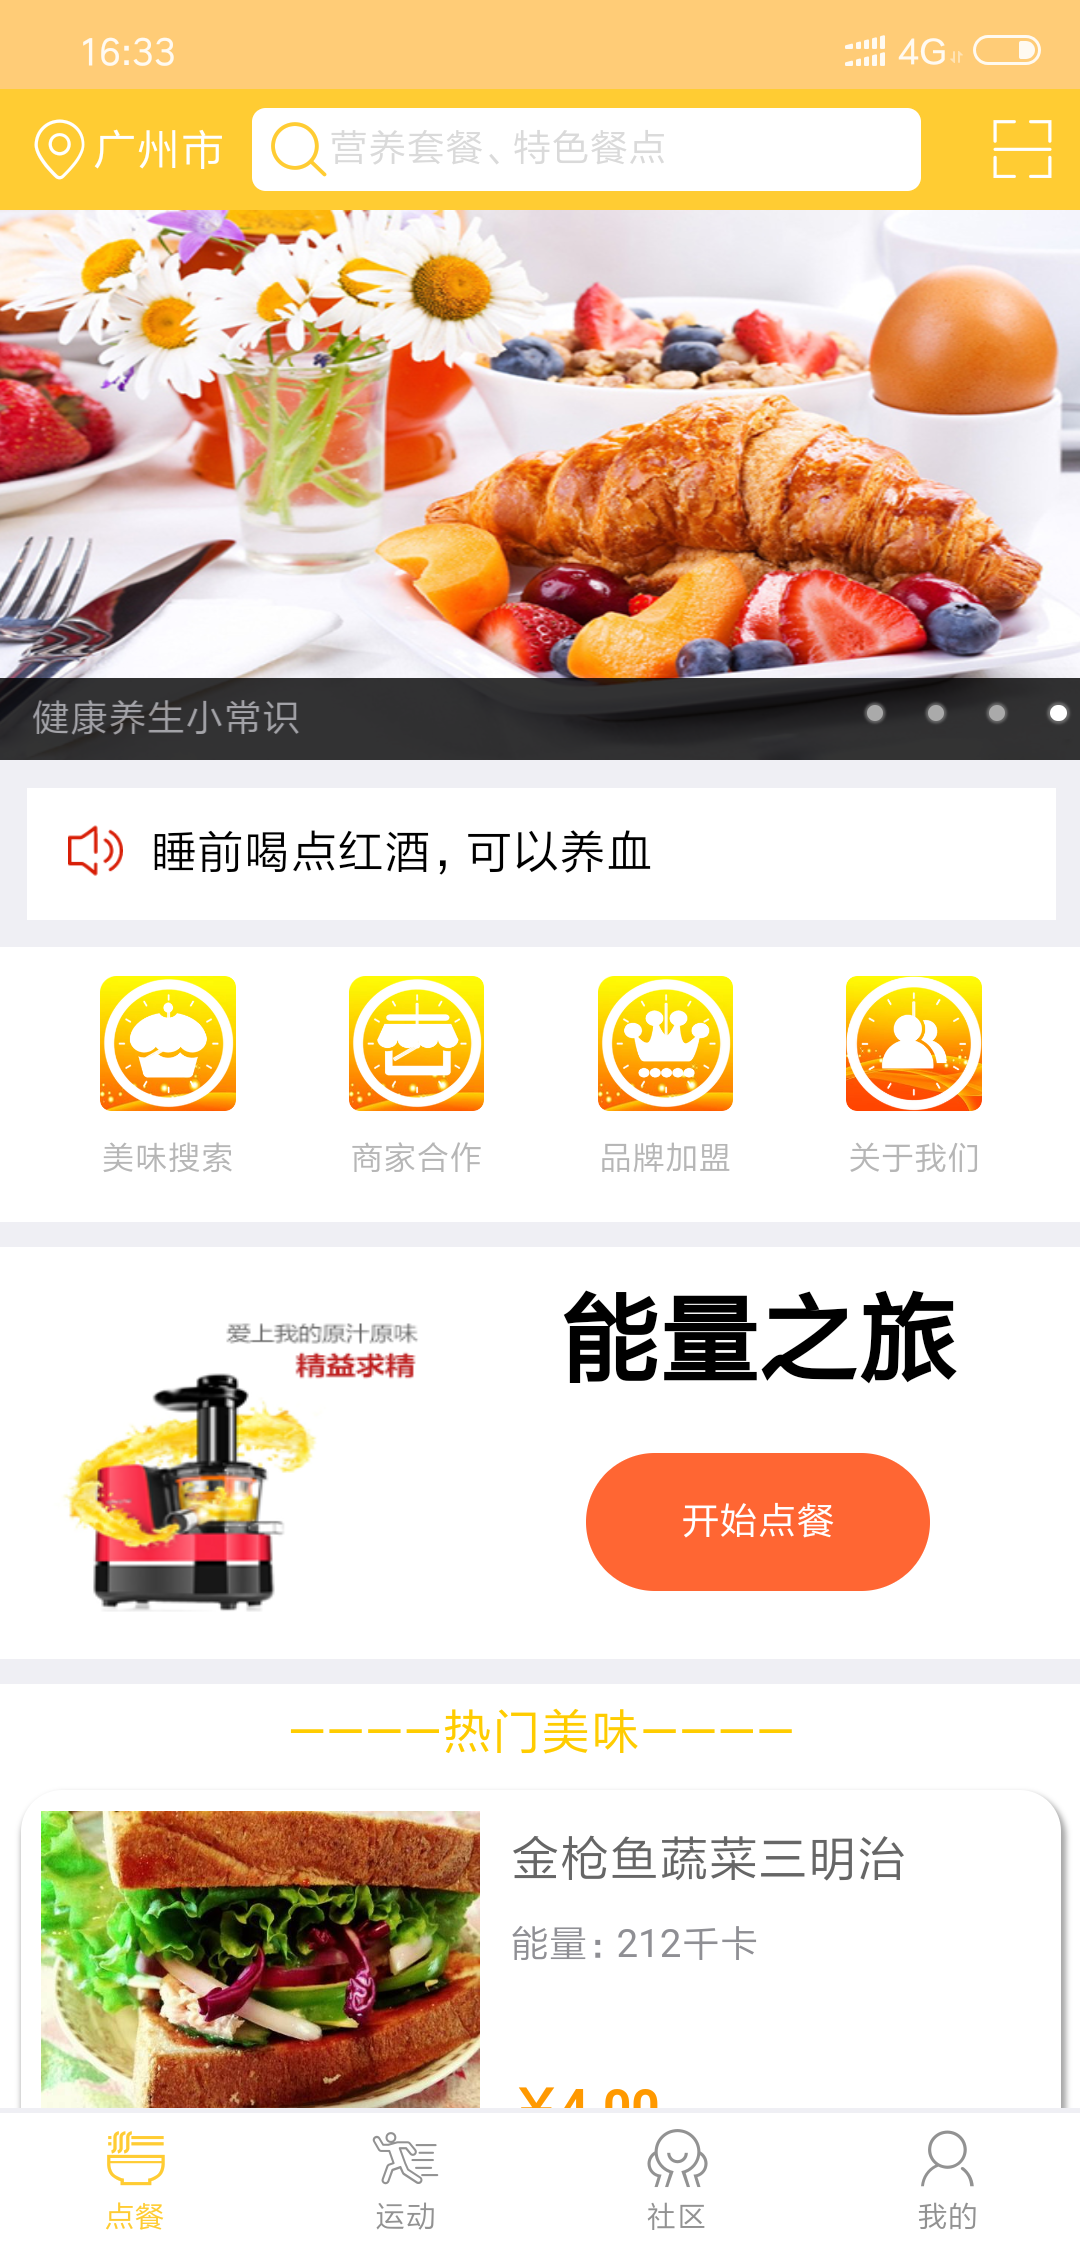 16:33
4G
广州市
营养套餐、特色餐点
健康养生小常识
睡前喝点红酒,可以养血
美味搜索
商家合作
品牌加盟
关于我们
爱上我的原汁原味
精益求精
能量之旅
开始点餐
————热门美味————
金枪鱼蔬菜三明治
能量:212千卡
¥4.00
点餐
运动
社区
我的